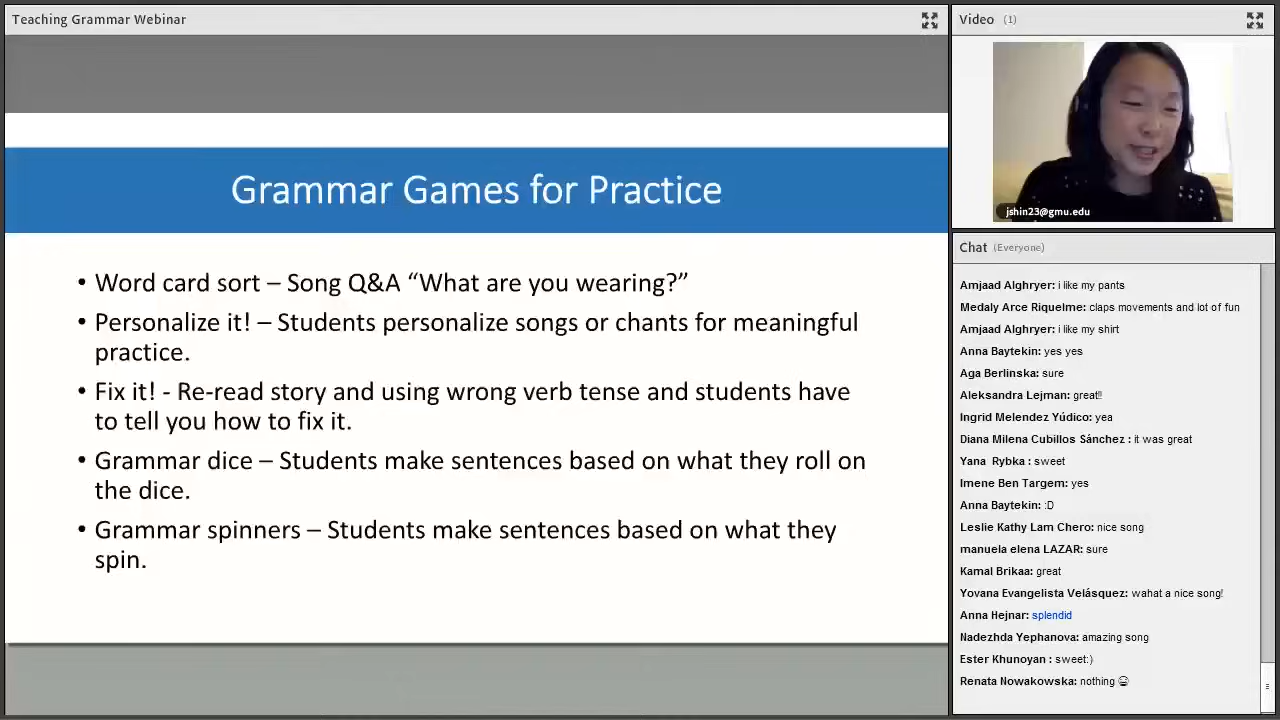 Teaching Grammar Webinar
Grammar Games for Practice
• Word card sort – Song Q&A “What are you wearing?”
• Personalize it! – Students personalize songs or chants for meaningful
practice.
• Fix it! - Re-read story and using wrong verb tense and students have
to tell you how to fix it.
• Grammar dice – Students make sentences based on what they roll on
the dice.
• Grammar spinners – Students make sentences based on what they
spin.
Video (1)
jshin23@gmu.edu
Chat (Everyone)
Amjaad Alghryer: i like my pants
Medaly Arce Riquelme: claps movements and lot of fun
Amjaad Alghryer: i like my shirt
Anna Baytekin: yes yes
Aga Berlinska: sure
Aleksandra Lejman: great!!
Ingrid Melendez Yúdico: yea
Diana Milena Cubillos Sánchez : it was great
Yana Rybka : sweet
Imene Ben Targem: yes
Anna Baytekin: :D
Leslie Kathy Lam Chero: nice song
manuela elena LAZAR: sure
Kamal Brikaa: great
Yovana Evangelista Velásquez: wahat a nice song!
Anna Hejnar: splendid
Nadezhda Yephanova: amazing song
Ester Khunoyan : sweet:)
Renata Nowakowska: nothing 😄